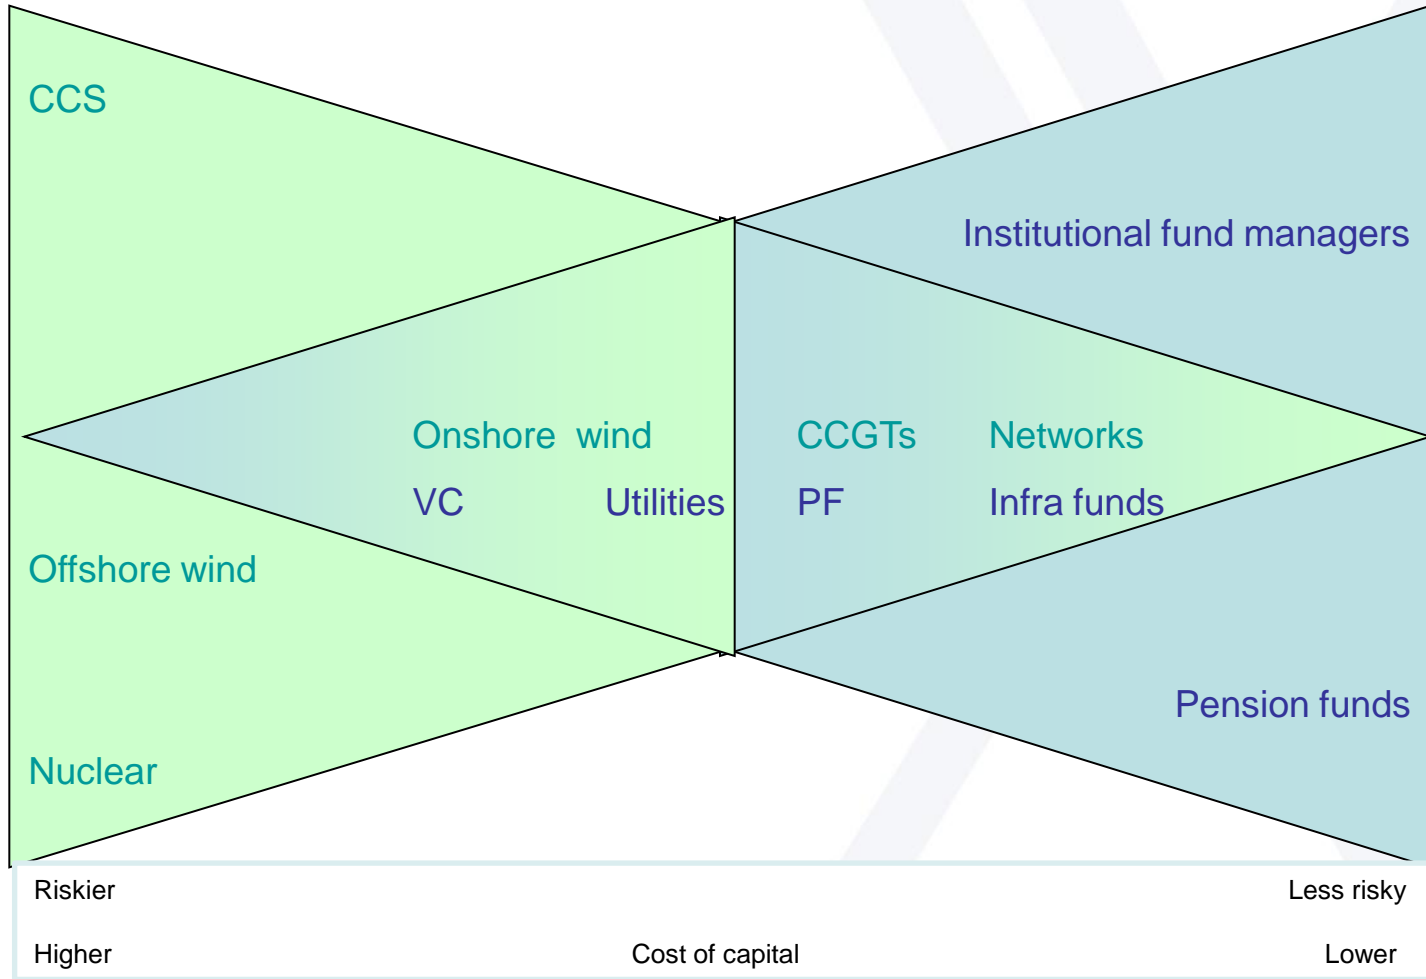 CCS
Institutional fund managers
Onshore wind CCGTs Networks
VC Utilities PF Infra funds
Offshore wind
Pension funds
Nuclear
Riskier Less risky
Higher Cost of capital Lower